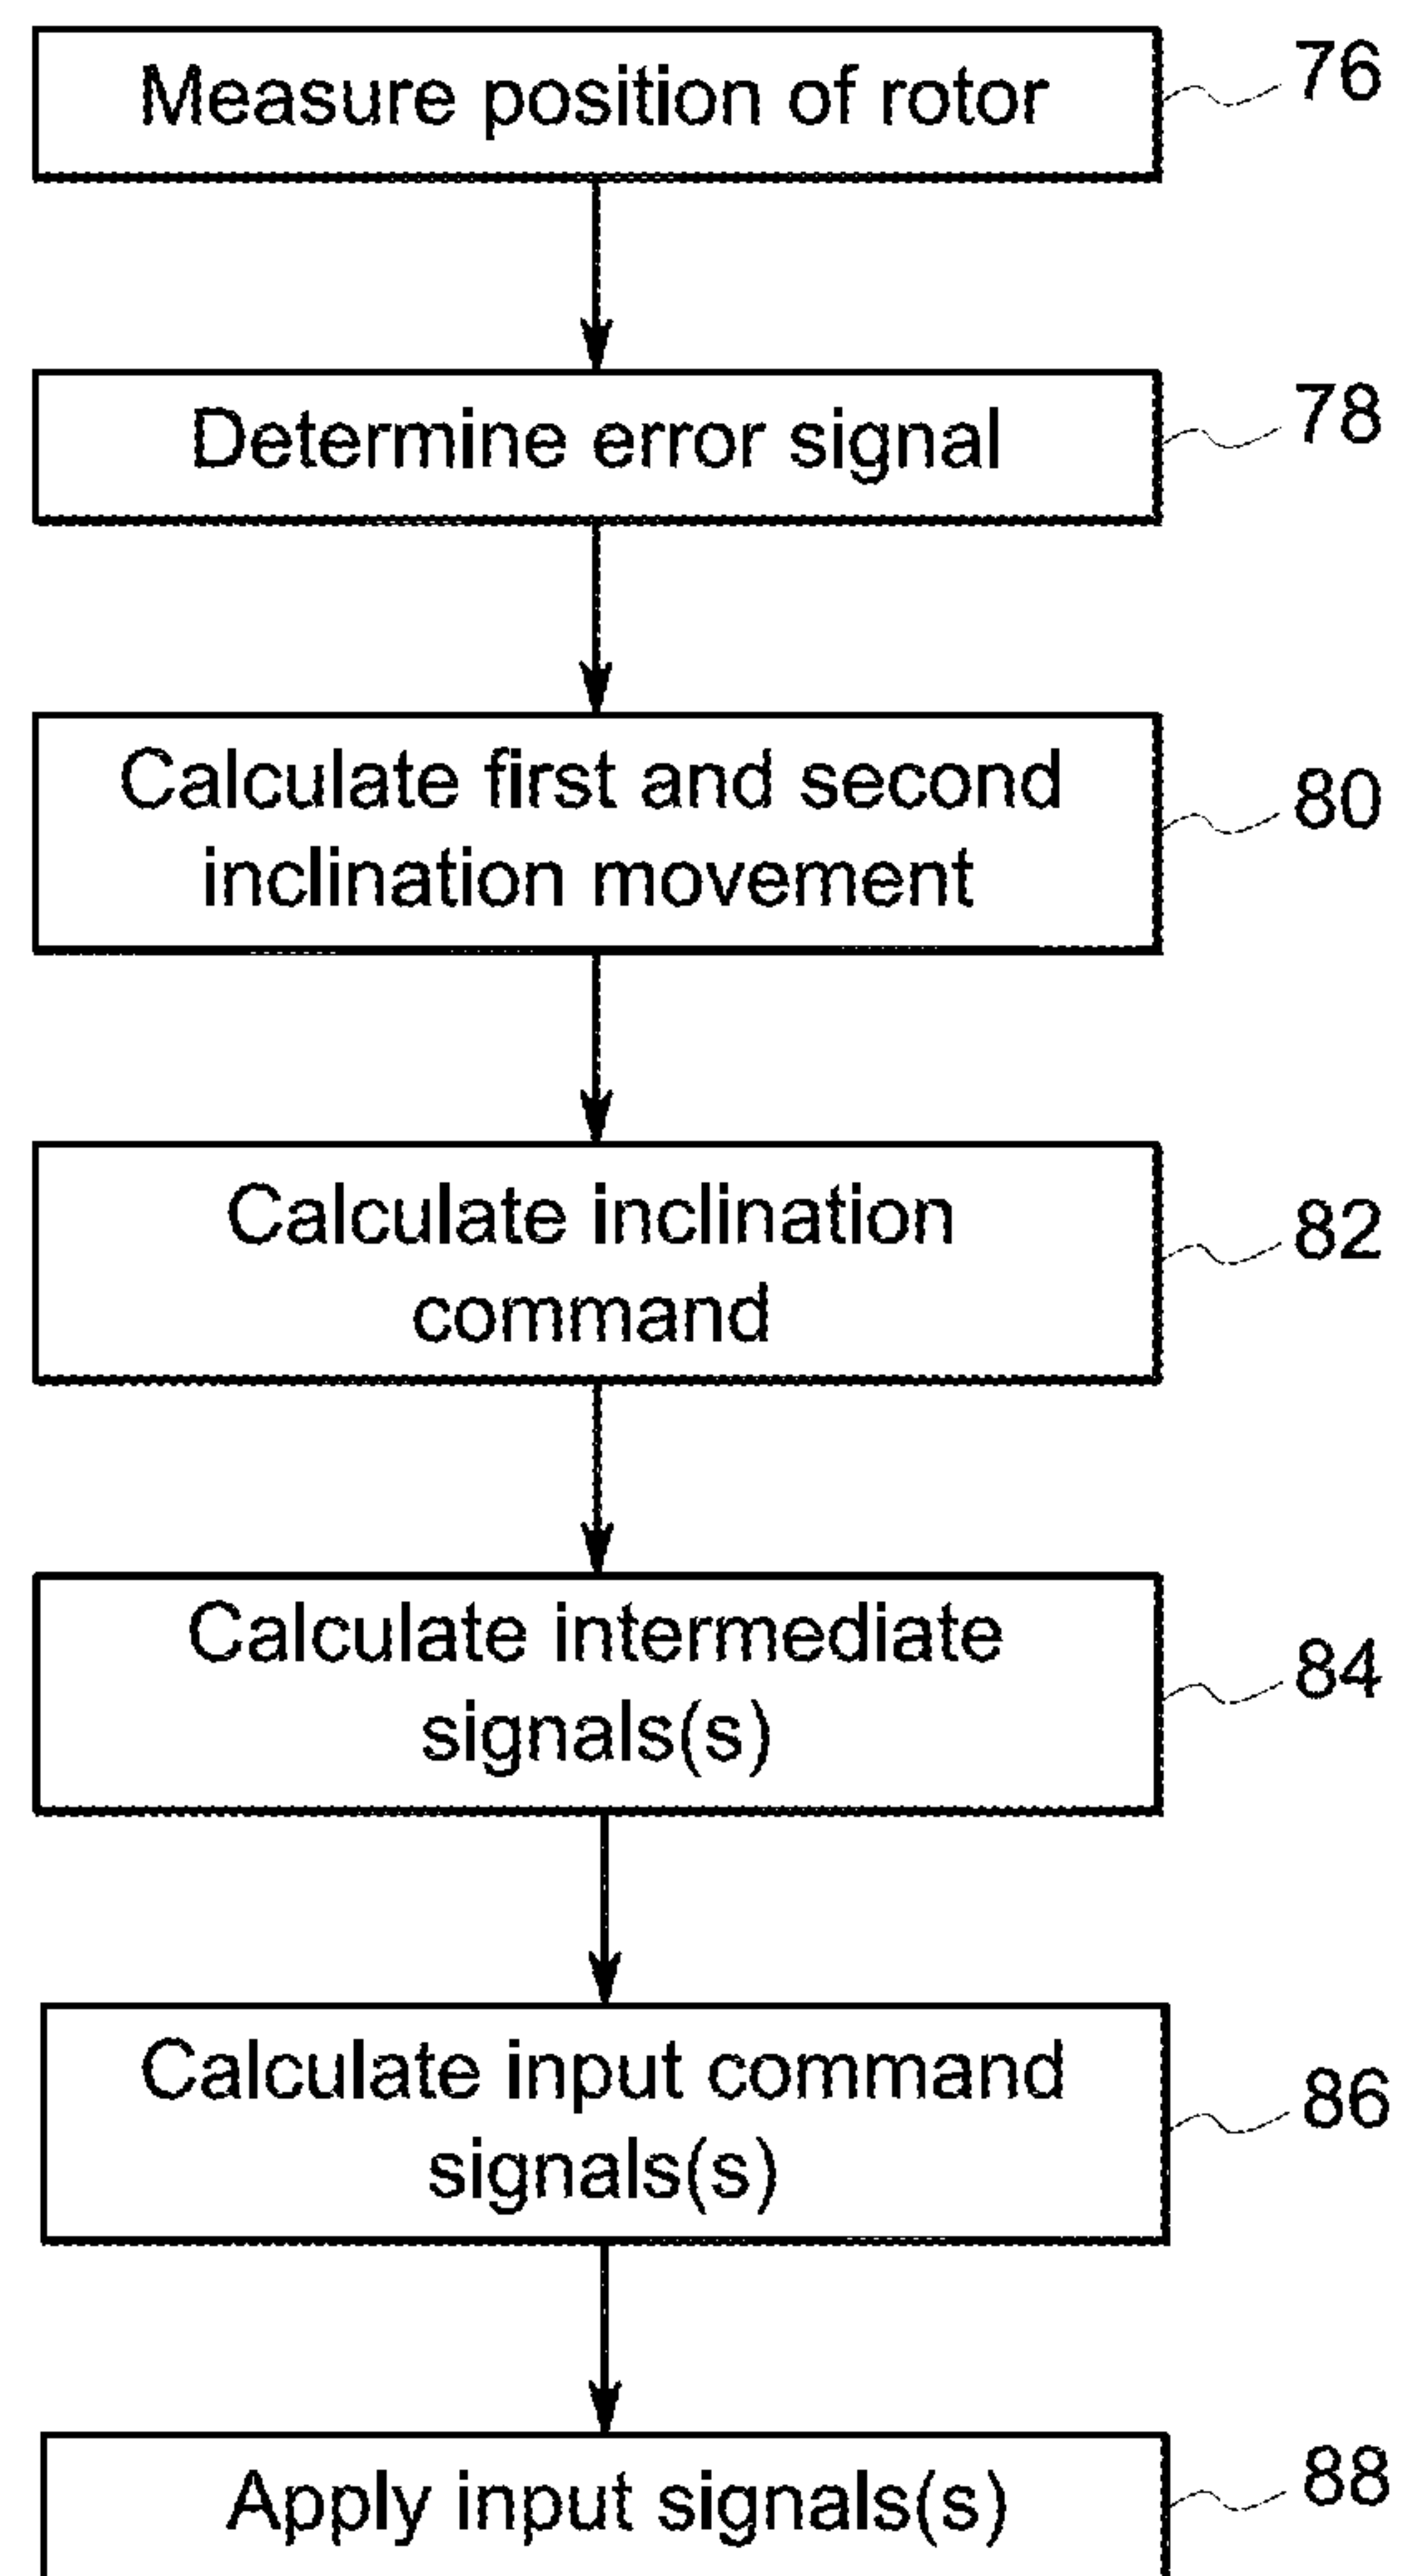 Measure position of rotor
76
Determine error signal
78
Calculate first and second
inclination movement
80
Calculate inclination
command
82
Calculate intermediate
signals(s)
84
Calculate input command
signals(s)
86
Apply input signals(s)
88